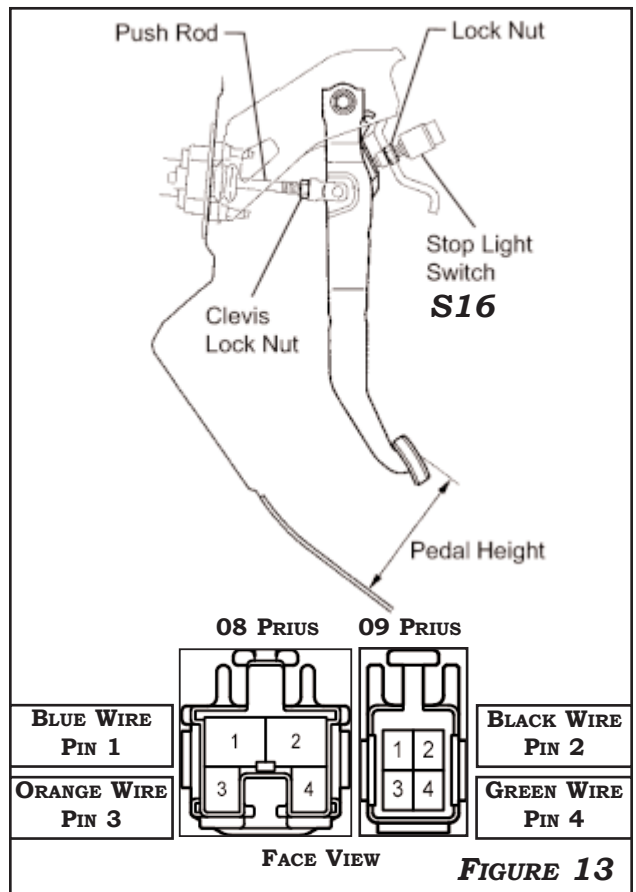 Push Rod
Lock Nut
Stop Light
Switch
S16
Clevis
Lock Nut
Pedal Height
08 PRIUS 09 PRIUS
BLUE WIRE
PIN 1
ORANGE WIRE
PIN 3
1 2
3 4
1 2
3 4
BLACK WIRE
PIN 2
GREEN WIRE
PIN 4
FACE VIEW
FIGURE 13